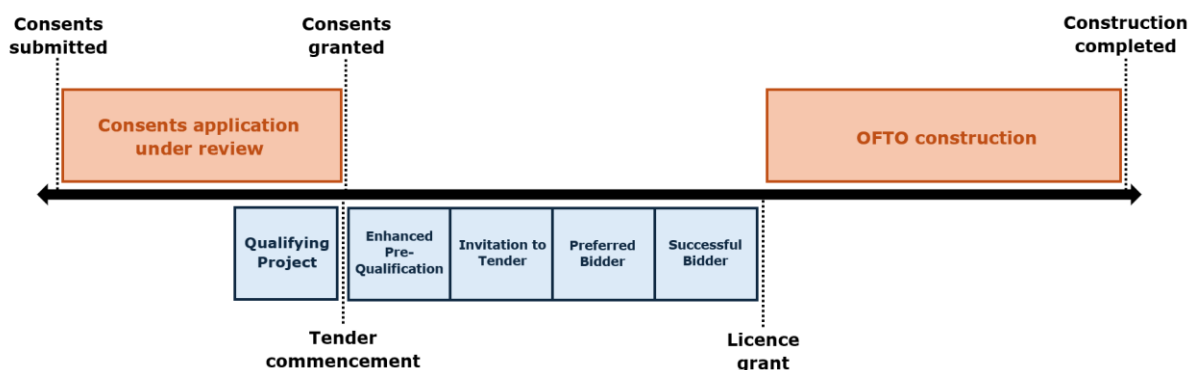 Consents
submitted
Consents
granted
Construction
completed
Consents application
under review
OFTO construction
Qualifying
Project
Enhanced
Pre-
Qualification
Invitation to
Tender
Preferred
Bidder
Successful
Bidder
Tender
commencement
Licence
grant